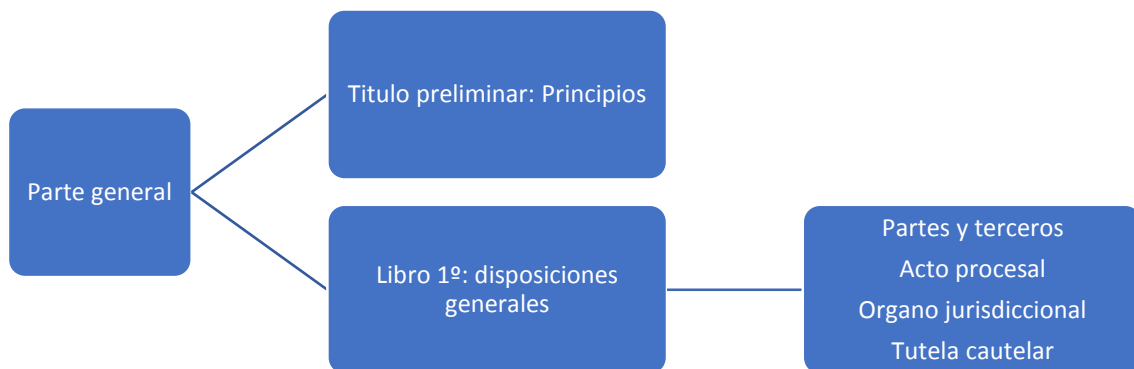 Parte general
Titulo preliminar: Principios
Libro 1º: disposiciones
generales
Partes y terceros
Acto procesal
Organo jurisdiccional
Tutela cautelar